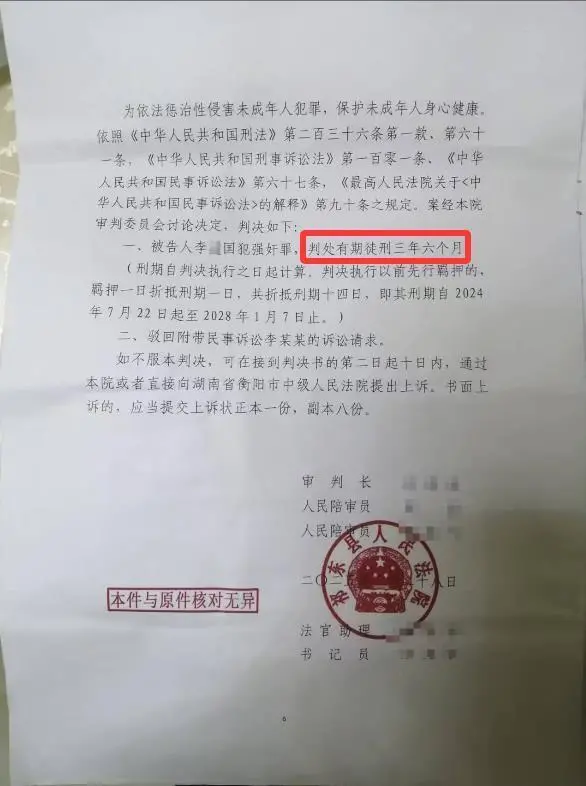 为依法惩治性侵害未成年人犯罪，保护未成年人身心健康。
依照《中华人民共和国刑法》第二百三十六条第一款、第六十
一条，《中华人民共和国刑事诉讼法》第一百零一条、《中华
人民共和国民事诉讼法》第六十七条，《最高人民法院关于<中
华人民共和国民事诉讼法>的解释》第九十条之规定。案经本院
审判委员会讨论决定，判决如下：
一、被告人李国犯强奸罪，判处有期徒刑三年六个月
（刑期自判决执行之日起计算。判决执行以前先行羁押的，
羁押一日折抵刑期一日，共折抵刑期十四日，即其刑期自2024
年7月22日起至2028年1月7日止。）
二、驳回附带民事诉讼李某某的诉讼请求。
如不服本判决，可在接到判决书的第二日起十日内，通过
本院或者直接向湖南省衡阳市中级人民法院提出上诉。书面上
诉的，应当提交上诉状正本一份，副本八份。
审判长
人民陪审员
人民陪审员
二〇二 十八日
祁东县人民法院
本件与原件核对无异
法官助理
书记员
6